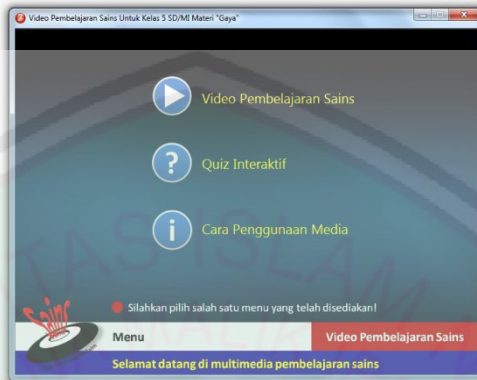 Video Pembelajaran Sains Untuk Kelas 5 SD/MI Materi "Gaya"
Video Pembelajaran Sains
?
Quiz Interaktif
i
Cara Penggunaan Media
Silahkan pilih salah satu menu yang telah disediakan!
Sains
Menu
Video Pembelajaran Sains
Selamat datang di multimedia pembelajaran sains